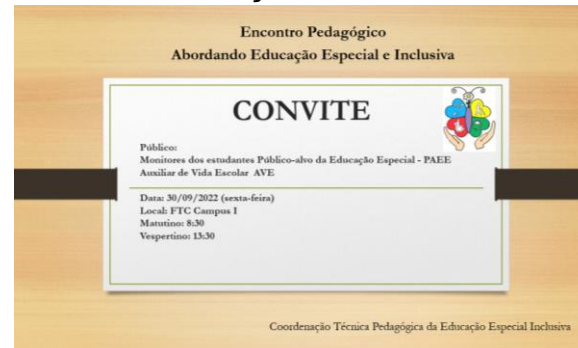 Encontro Pedagógico
Abordando Educação Especial e Inclusiva
CONVITE
Público:
Monitores dos estudantes Público-alvo da Educação Especial - PAEE
Auxiliar de Vida Escolar AVE
Data: 30/09/2022 (sexta-feira)
Local: FTC Campus I
Matutino: 8:30
Vespertino: 13:30
Coordenação Técnica Pedagógica da Educação Especial Inclusiva